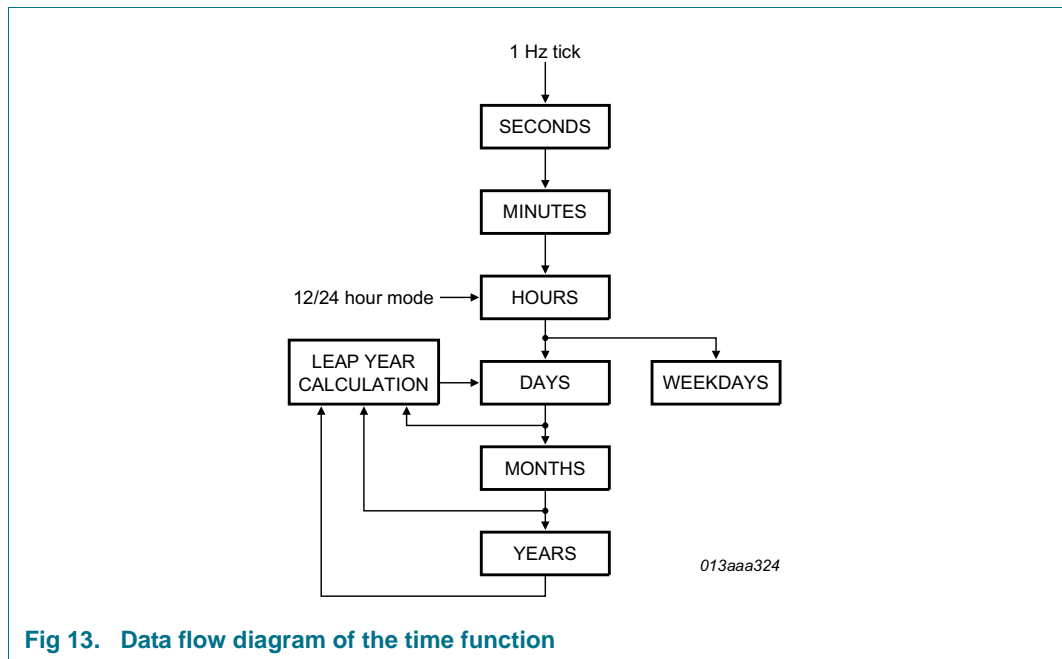 1 Hz tick
SECONDS
MINUTES
12/24 hour mode
HOURS
LEAP YEAR
CALCULATION
DAYS
WEEKDAYS
MONTHS
YEARS
013aaa324
Fig 13. Data flow diagram of the time function